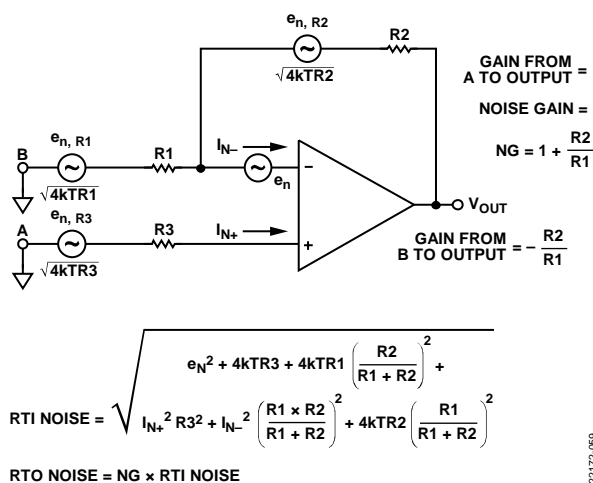 e_n, R2
R2
√4kTR2
GAIN FROM
A TO OUTPUT =
NOISE GAIN =
NG = 1 + R2/R1
B
e_n, R1
R1
I_N–
√4kTR1
e_n
–
A
e_n, R3
R3
I_N+
√4kTR3
+
V_OUT
GAIN FROM
B TO OUTPUT = – R2/R1
RTI NOISE = √ e_N² + 4kTR3 + 4kTR1 (R2/(R1 + R2))² +
I_N+² R3² + I_N–² ((R1 × R2)/(R1 + R2))² + 4kTR2 (R1/(R1 + R2))²
RTO NOISE = NG × RTI NOISE